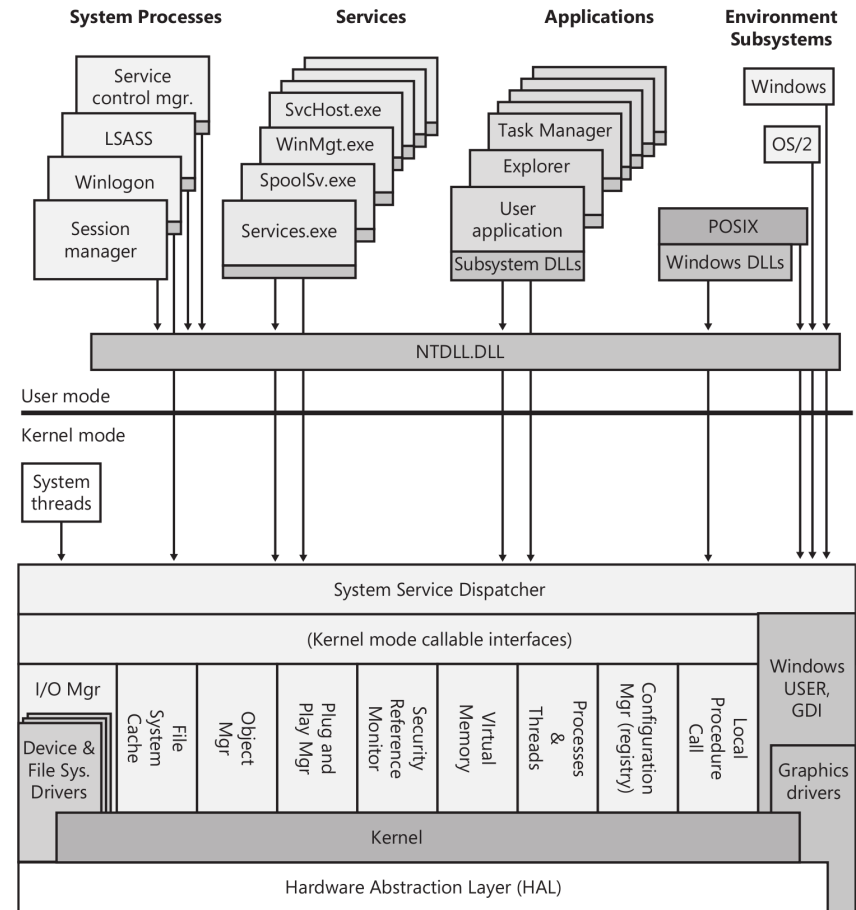 System Processes
Services
Applications
Environment
Subsystems
Service
control mgr.
LSASS
Winlogon
Session
manager
SvcHost.exe
WinMgt.exe
SpoolSv.exe
Services.exe
Task Manager
Explorer
User
application
Subsystem DLLs
Windows
OS/2
POSIX
Windows DLLs
NTDLL.DLL
User mode
Kernel mode
System
threads
System Service Dispatcher
(Kernel mode callable interfaces)
I/O Mgr
Device &
File Sys.
Drivers
File
System
Cache
Object
Mgr
Plug and
Play Mgr
Security
Reference
Monitor
VIrtual
Memory
Processes
&
Threads
Configuration
Mgr (registry)
Local
Procedure
Call
Windows
USER,
GDI
Graphics
drivers
Kernel
Hardware Abstraction Layer (HAL)